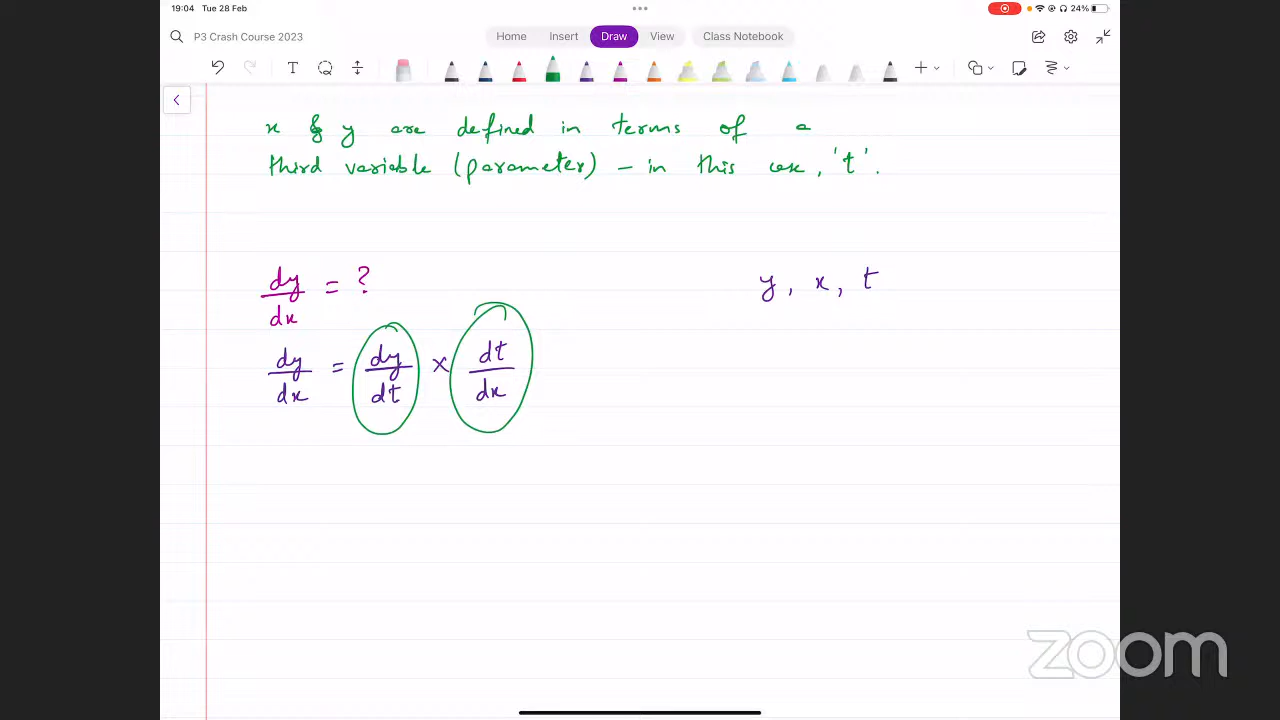 19:04 Tue 28 Feb
24%
P3 Crash Course 2023
Home Insert Draw View Class Notebook
x & y are defined in terms of a
third variable (parameter) – in this case, 't'.
dy/dx = ?
y, x, t
dy/dx = dy/dt × dt/dx
zoom